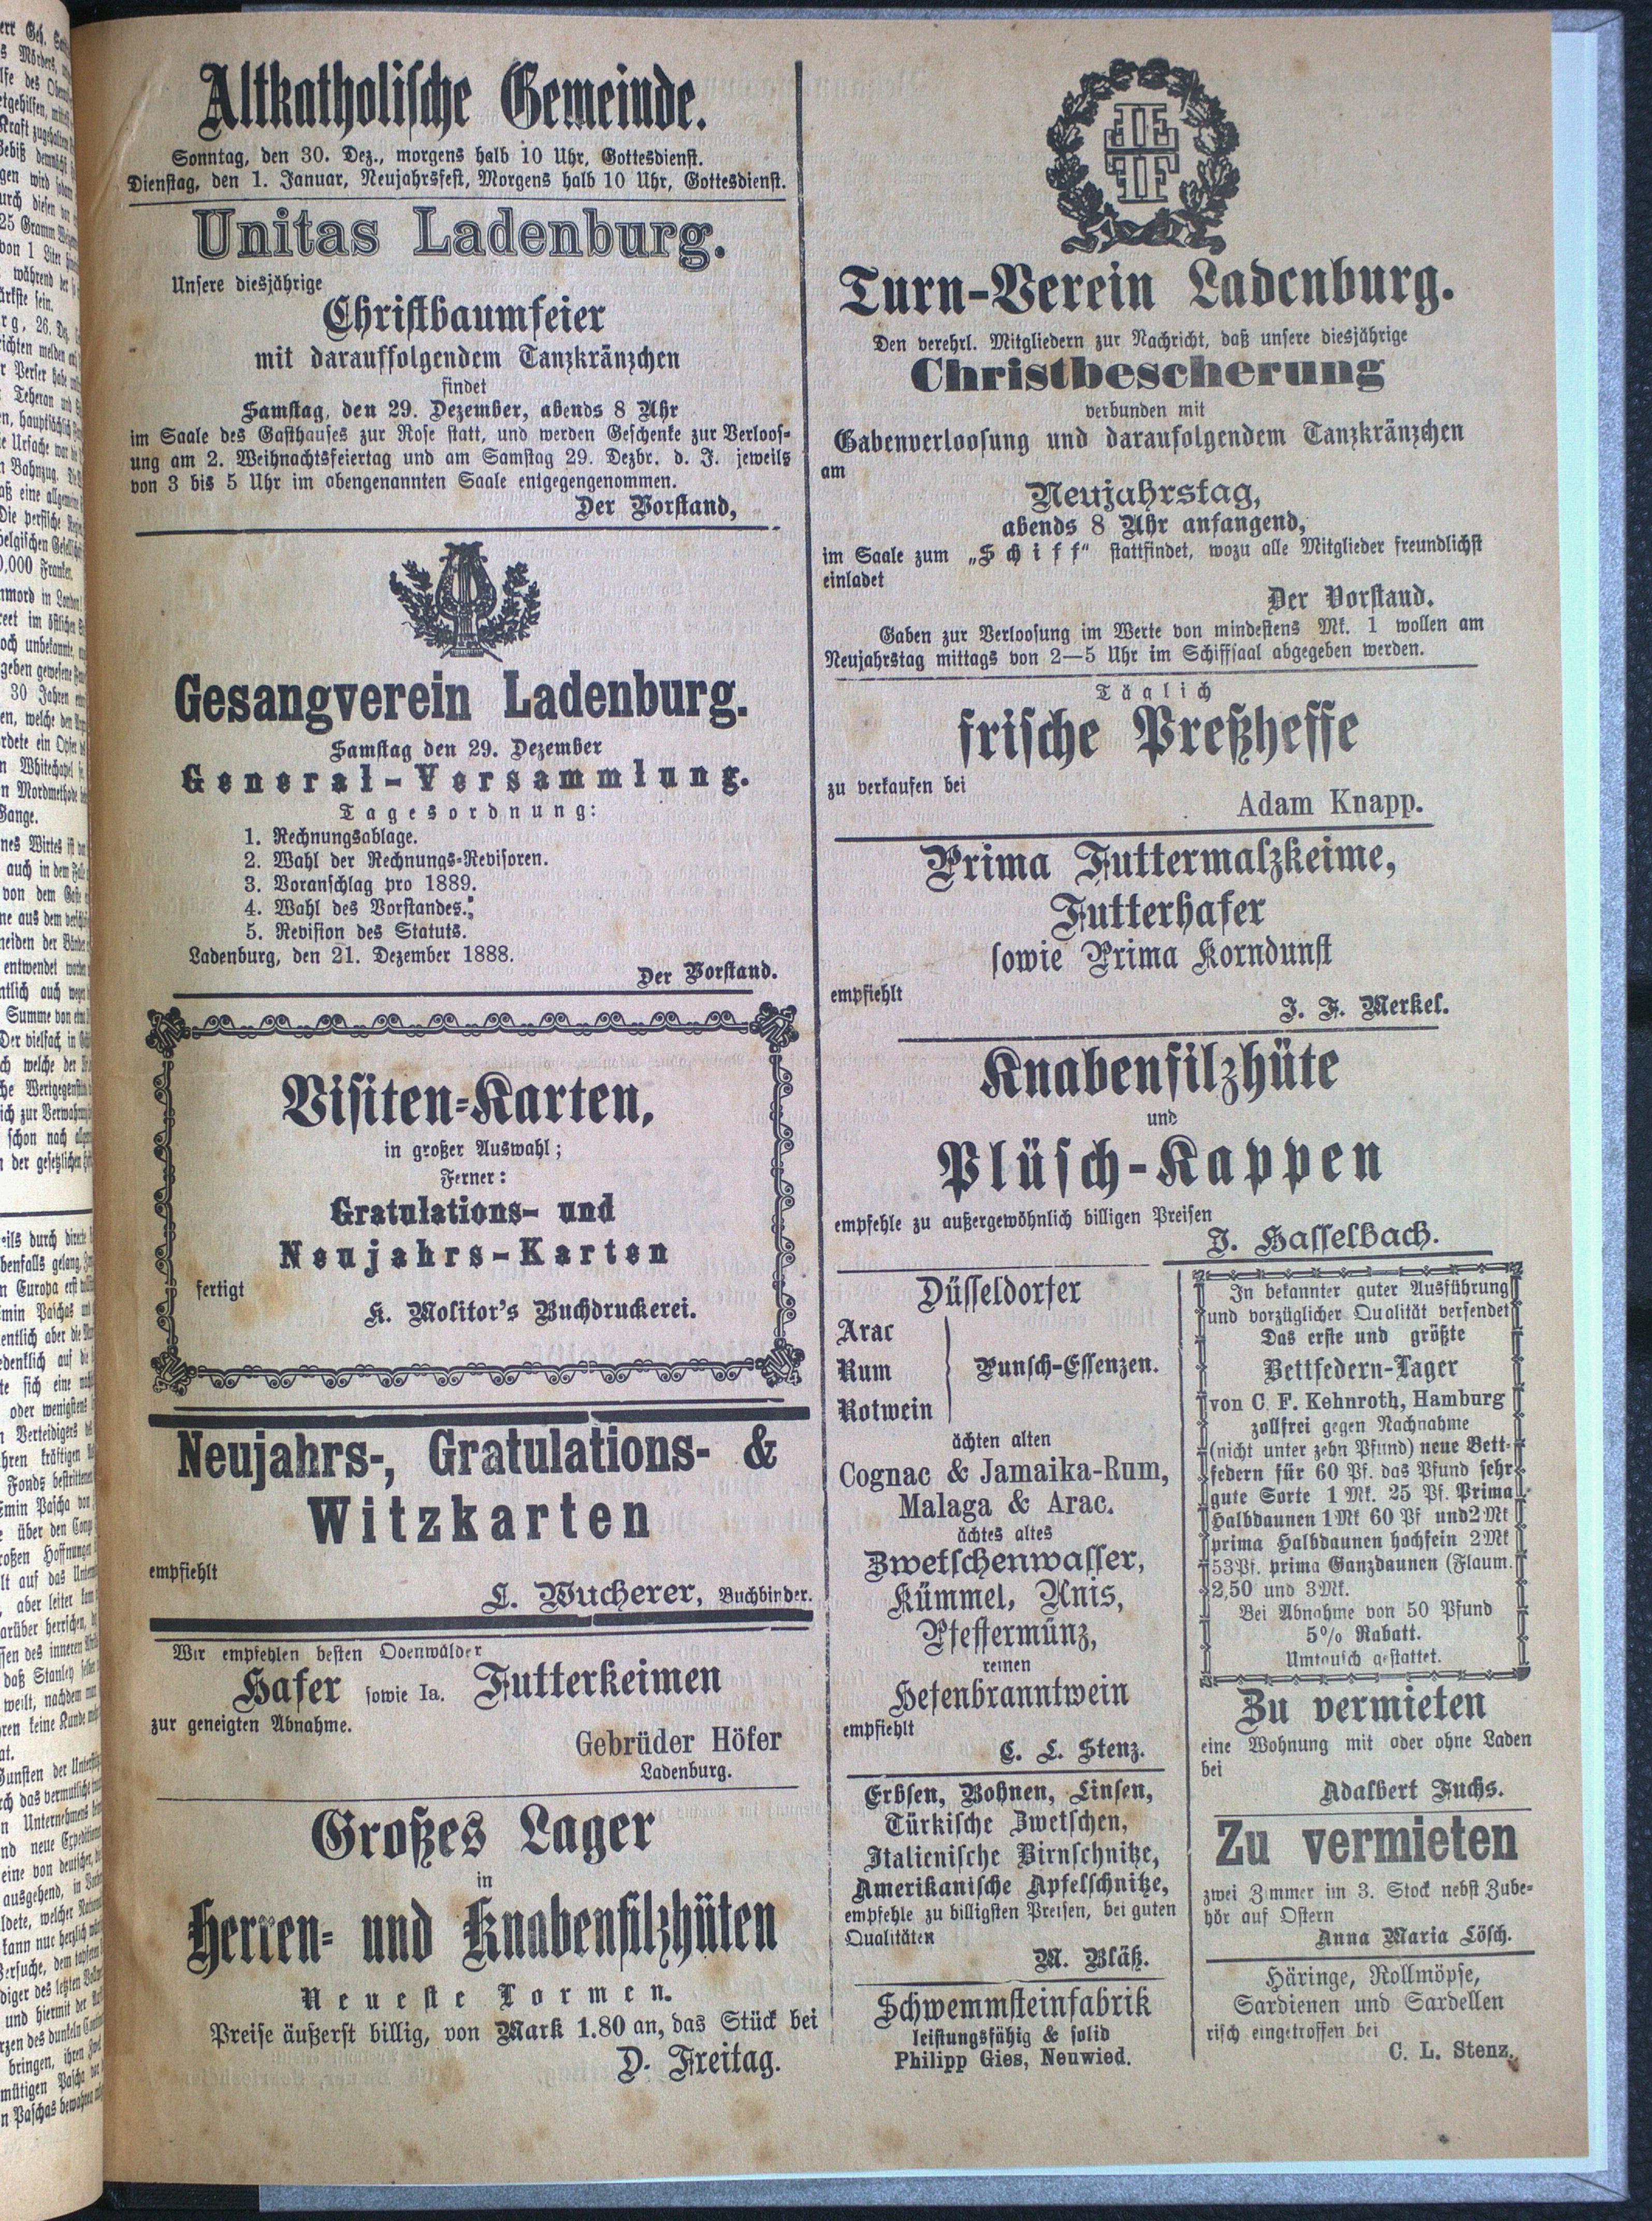 Altkatholische Gemeinde.
Sonntag, den 30. Dez., morgens halb 10 Uhr, Gottesdienst.
Dienstag, den 1. Januar, Neujahrsfest, Morgens halb 10 Uhr, Gottesdienst.
Unitas Ladenburg.
Unsere diesjährige
Christbaumfeier
mit darauffolgendem Tanzkränzchen
findet
Samstag, den 29. Dezember, abends 8 Uhr
im Saale des Gasthauses zur Rose statt, und werden Geschenke zur Verloos-
ung am 2. Weihnachtsfeiertag und am Samstag 29. Dezbr. d. J. jeweils
von 3 bis 5 Uhr im obengenannten Saale entgegengenommen.
Der Vorstand,
Gesangverein Ladenburg.
Samstag den 29. Dezember
General-Versammlung.
Tagesordnung:
1. Rechnungsablage.
2. Wahl der Rechnungs-Revisoren.
3. Voranschlag pro 1889.
4. Wahl des Vorstandes.
5. Revision des Statuts.
Ladenburg, den 21. Dezember 1888.
Der Vorstand.
Visiten-Karten,
in großer Auswahl;
Ferner:
Gratulations- und
Neujahrs-Karten
fertigt
K. Molitor's Buchdruckerei.
Neujahrs-, Gratulations- &
Witzkarten
empfiehlt
L. Wucherer, Buchbinder.
Wir empfehlen besten Odenwälder
Hafer sowie Ia. Futterkeimen
zur geneigten Abnahme.
Gebrüder Höfer
Ladenburg.
Großes Lager
in
Herren- und Knabenfilzhüten
Neueste Formen.
Preise äußerst billig, von Mark 1.80 an, das Stück bei
D. Freitag.
Turn-Verein Ladenburg.
Den verehrl. Mitgliedern zur Nachricht, daß unsere diesjährige
Christbescherung
verbunden mit
Gabenverloosung und daraufolgendem Tanzkränzchen
am
Neujahrstag,
abends 8 Uhr anfangend,
im Saale zum „Schiff“ stattfindet, wozu alle Mitglieder freundlichst
einladet
Der Vorstand.
Gaben zur Verloosung im Werte von mindestens Mk. 1 wollen am
Neujahrstag mittags von 2—5 Uhr im Schiffsaal abgegeben werden.
Täglich
frische Preßheffe
zu verkaufen bei
Adam Knapp.
Prima Futtermalzkeime,
Futterhafer
sowie Prima Korndunst
empfiehlt
J. F. Merkel.
Knabenfilzhüte
und
Plüsch-Kappen
empfehle zu außergewöhnlich billigen Preisen
J. Hasselbach.
Düsseldorfer
Arac
Rum
Rotwein
Punsch-Essenzen.
ächten alten
Cognac & Jamaika-Rum,
Malaga & Arac.
ächtes altes
Zwetschenwasser,
Kümmel, Anis,
Pfeffermünz,
reinen
Hefenbranntwein
empfiehlt
C. L. Stenz.
Erbsen, Bohnen, Linsen,
Türkische Zwetschen,
Italienische Birnschnitze,
Amerikanische Apfelschnitze,
empfehle zu billigsten Preisen, bei guten
Qualitäten
M. Bläß.
Schwemmsteinfabrik
leistungsfähig & solid
Philipp Gies, Neuwied.
In bekannter guter Ausführung
und vorzüglicher Qualität versendet
Das erste und größte
Bettfedern-Lager
von C. F. Kehnroth, Hamburg
zollfrei gegen Nachnahme
(nicht unter zehn Pfund) neue Bett-
federn für 60 Pf. das Pfund sehr
gute Sorte 1 Mk. 25 Pf. Prima
Halbdaunen 1 Mk 60 Pf und 2 Mk
prima Halbdaunen hochfein 2 Mk
53 Pf. prima Ganzdaunen (Flaum.
2,50 und 3 Mk.
Bei Abnahme von 50 Pfund
5% Rabatt.
Umtausch gestattet.
Zu vermieten
eine Wohnung mit oder ohne Laden
bei
Adalbert Fuchs.
Zu vermieten
zwei Zimmer im 3. Stock nebst Zube-
hör auf Ostern
Anna Maria Lösch.
Häringe, Rollmöpse,
Sardienen und Sardellen
risch eingetroffen bei
C. L. Stenz.